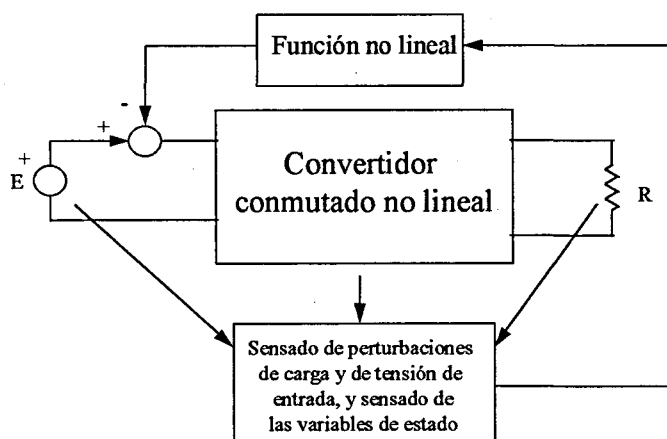 Función no lineal
-
+
+
E
Convertidor
conmutado no lineal
R
Sensado de perturbaciones
de carga y de tensión de
entrada, y sensado de
las variables de estado